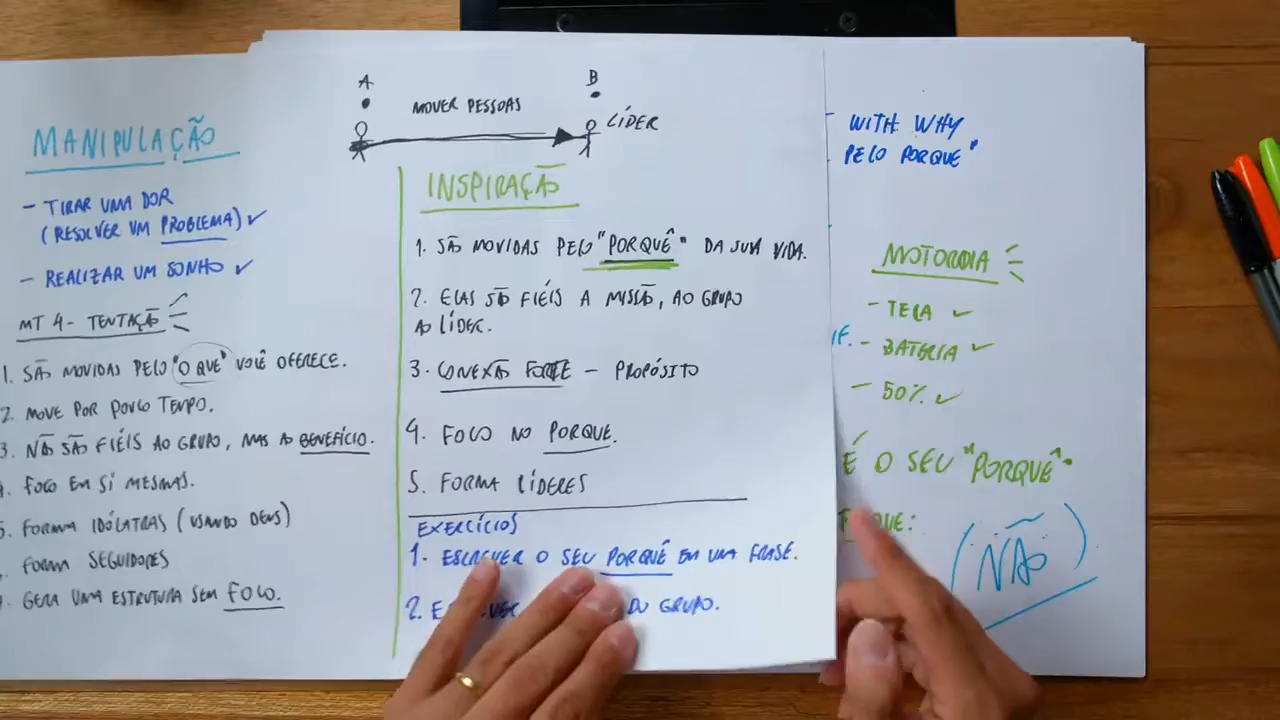 A
B
MOVER PESSOAS
LÍDER
MANIPULAÇÃO
- TIRAR UMA DOR
(RESOLVER UM PROBLEMA) ✓
- REALIZAR UM SONHO ✓
MT 4 - TENTAÇÃO
1. SÃO MOVIDAS PELO "O QUE" VOCÊ OFERECE.
2. MOVE POR POUCO TEMPO.
3. NÃO SÃO FIÉIS AO GRUPO, MAS AO BENEFÍCIO.
. FOCO EM SÍ MESMAS.
5. FORMA IDÓLATRAS (USANDO DEUS)
FORMA SEGUIDORES
GERA UMA ESTRUTURA SEM FOCO.
INSPIRAÇÃO
1. SÃO MOVIDAS PELO "PORQUÊ" DA SUA VIDA.
2. ELAS SÃO FIÉIS A MISSÃO, AO GRUPO
AO LÍDER.
3. CONEXÃO FORTE - PROPÓSITO
4. FOCO NO PORQUE.
5. FORMA LÍDERES
EXERCÍCIOS
1. ESCREVER O SEU PORQUÊ EM UMA FRASE.
2. DO GRUPO.
WITH WHY
PELO PORQUE"
MOTOROLA
- TELA ✓
- BATERIA ✓
- 50% ✓
É O SEU "PORQUÊ".
QUE:
(NÃO)